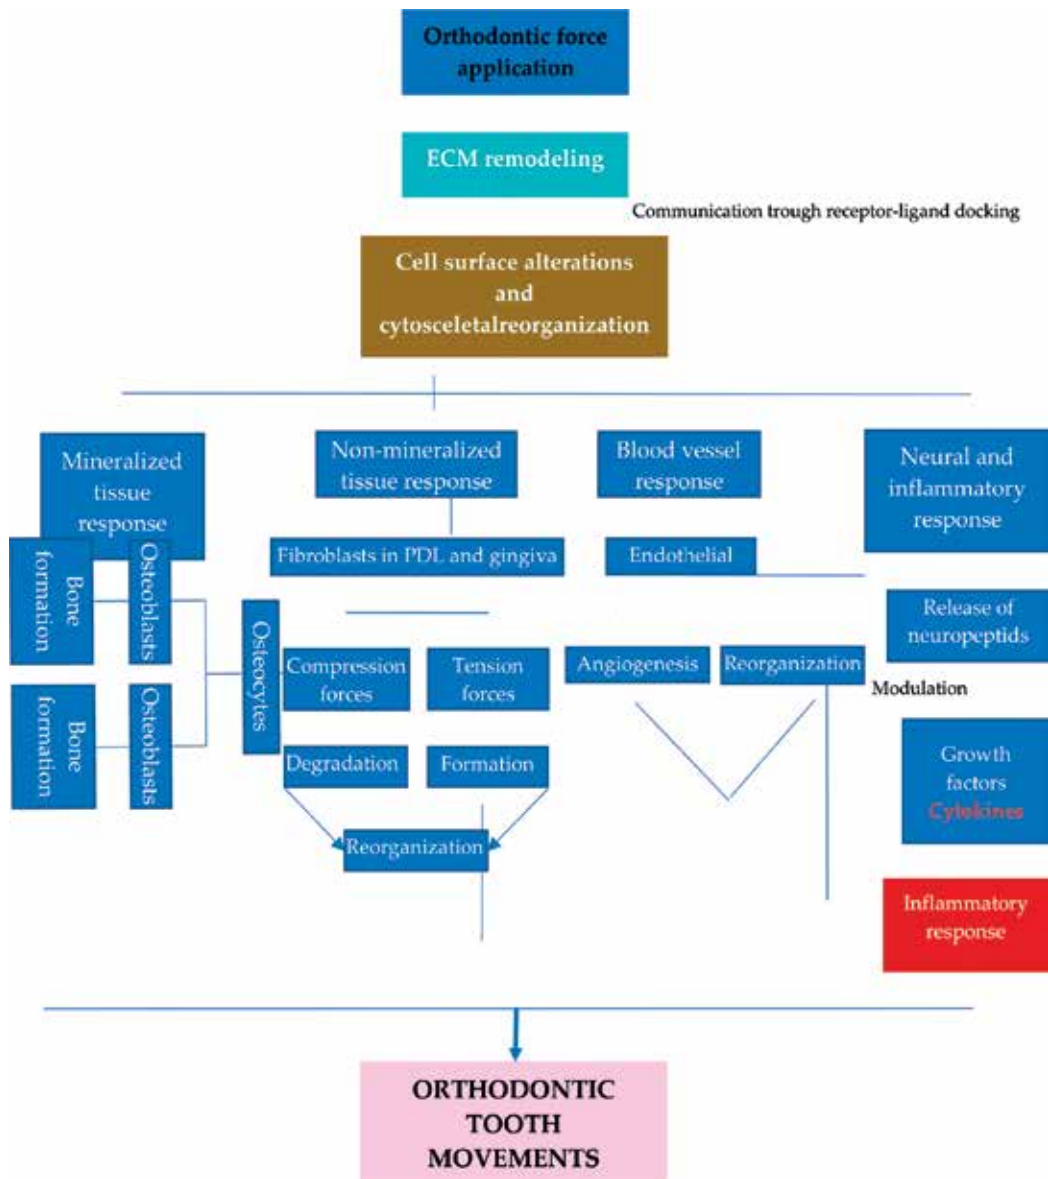 Orthodontic force
application
ECM remodeling
Communication trough receptor-ligand docking
Cell surface alterations
and
cytosceletalreorganization
Mineralized
tissue
response
Non-mineralized
tissue response
Blood vessel
response
Neural and
inflammatory
response
Bone
formation
Osteoblasts
Fibroblasts in PDL and gingiva
Endothelial
Osteocytes
Release of
neuropeptids
Compression
forces
Tension
forces
Angiogenesis
Reorganization
Modulation
Bone
formation
Osteoblasts
Degradation
Formation
Growth
factors
Cytokines
Reorganization
Inflammatory
response
ORTHODONTIC
TOOTH
MOVEMENTS